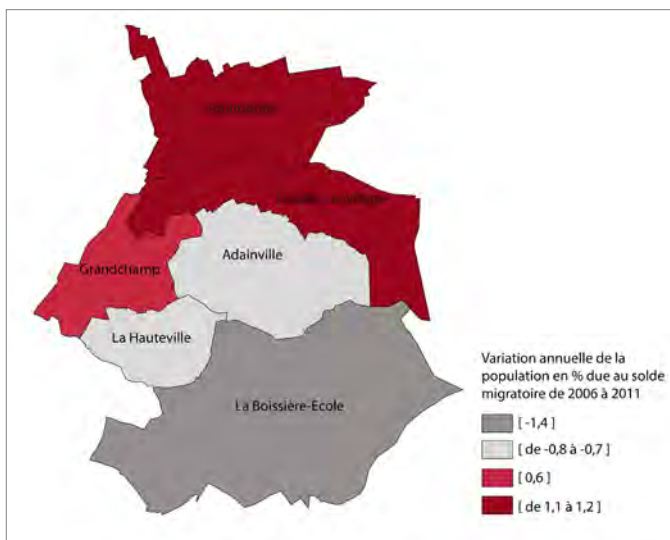 Adainville
Grandchamp
La Hauteville
La Boissière-École
Variation annuelle de la
population en % due au solde
migratoire de 2006 à 2011
[ -1,4 ]
[ de -0,8 à -0,7 ]
[ 0,6 ]
[ de 1,1 à 1,2 ]